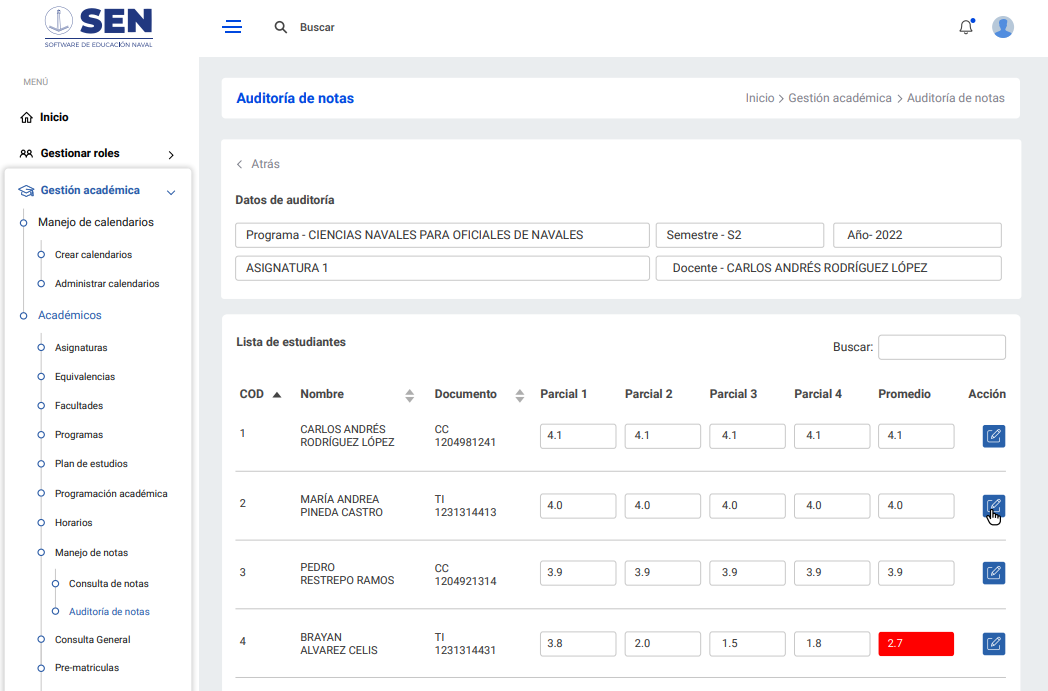 SEN
SOFTWARE DE EDUCACIÓN NAVAL
Buscar
MENÚ
Inicio
Gestionar roles
Gestión académica
Manejo de calendarios
Crear calendarios
Administrar calendarios
Académicos
Asignaturas
Equivalencias
Facultades
Programas
Plan de estudios
Programación académica
Horarios
Manejo de notas
Consulta de notas
Auditoría de notas
Consulta General
Pre-matriculas
Auditoría de notas
Inicio > Gestión académica > Auditoría de notas
< Atrás
Datos de auditoría
Programa - CIENCIAS NAVALES PARA OFICIALES DE NAVALES
Semestre - S2
Año- 2022
ASIGNATURA 1
Docente - CARLOS ANDRÉS RODRÍGUEZ LÓPEZ
Lista de estudiantes
Buscar:
COD Nombre Documento Parcial 1 Parcial 2 Parcial 3 Parcial 4 Promedio Acción
1 CARLOS ANDRÉS CC 4.1 4.1 4.1 4.1 4.1
RODRÍGUEZ LÓPEZ 1204981241
2 MARÍA ANDREA TI 4.0 4.0 4.0 4.0 4.0
PINEDA CASTRO 1231314413
3 PEDRO CC 3.9 3.9 3.9 3.9 3.9
RESTREPO RAMOS 1204921314
4 BRAYAN TI 3.8 2.0 1.5 1.8 2.7
ALVAREZ CELIS 1231314431